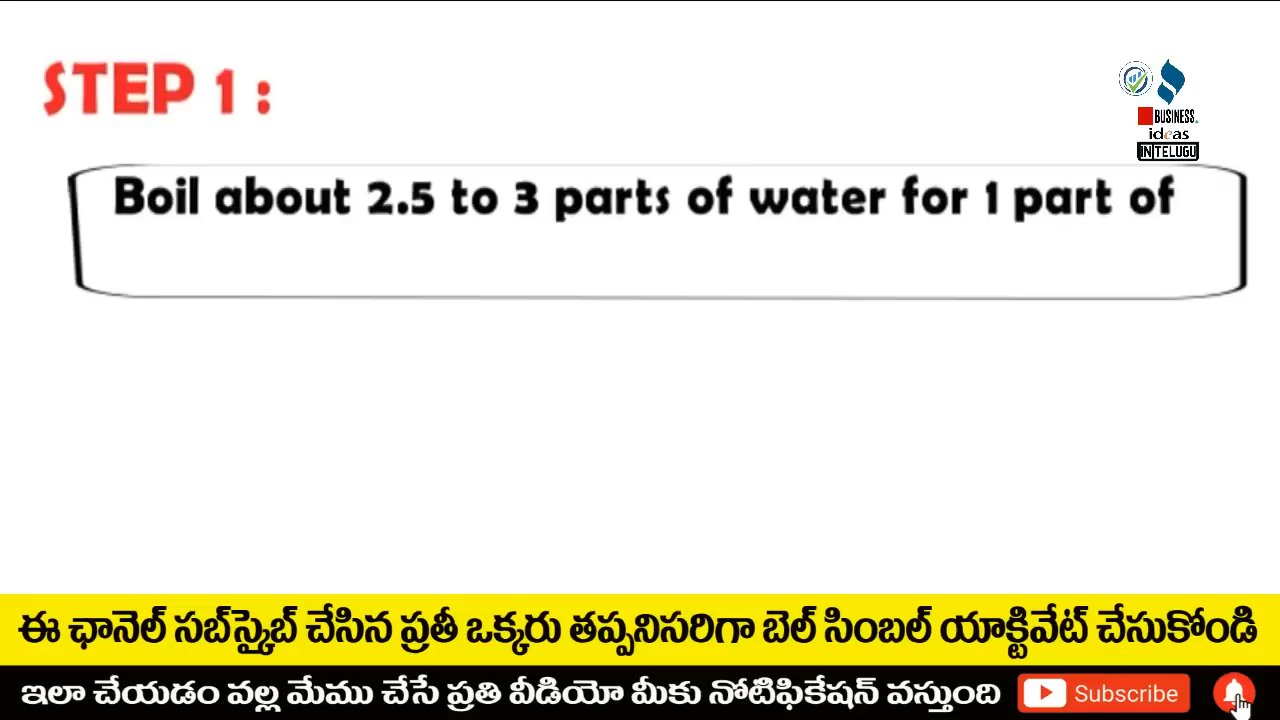 STEP 1 :
BUSINESS.
ideas
IN TELUGU
Boil about 2.5 to 3 parts of water for 1 part of
ఈ ఛానెల్ సబ్‌స్క్రైబ్ చేసిన ప్రతీ ఒక్కరు తప్పనిసరిగా బెల్ సింబల్ యాక్టివేట్ చేసుకోండి
ఇలా చేయడం వల్ల మేము చేసే ప్రతి వీడియో మీకు నోటిఫికేషన్ వస్తుంది
Subscribe